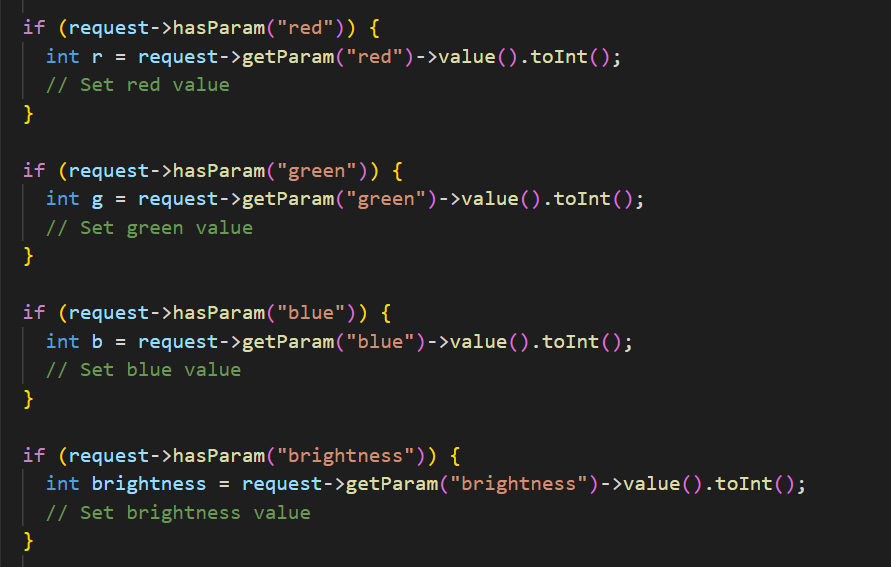 if (request->hasParam("red")) {
  int r = request->getParam("red")->value().toInt();
  // Set red value
}

if (request->hasParam("green")) {
  int g = request->getParam("green")->value().toInt();
  // Set green value
}

if (request->hasParam("blue")) {
  int b = request->getParam("blue")->value().toInt();
  // Set blue value
}

if (request->hasParam("brightness")) {
  int brightness = request->getParam("brightness")->value().toInt();
  // Set brightness value
}